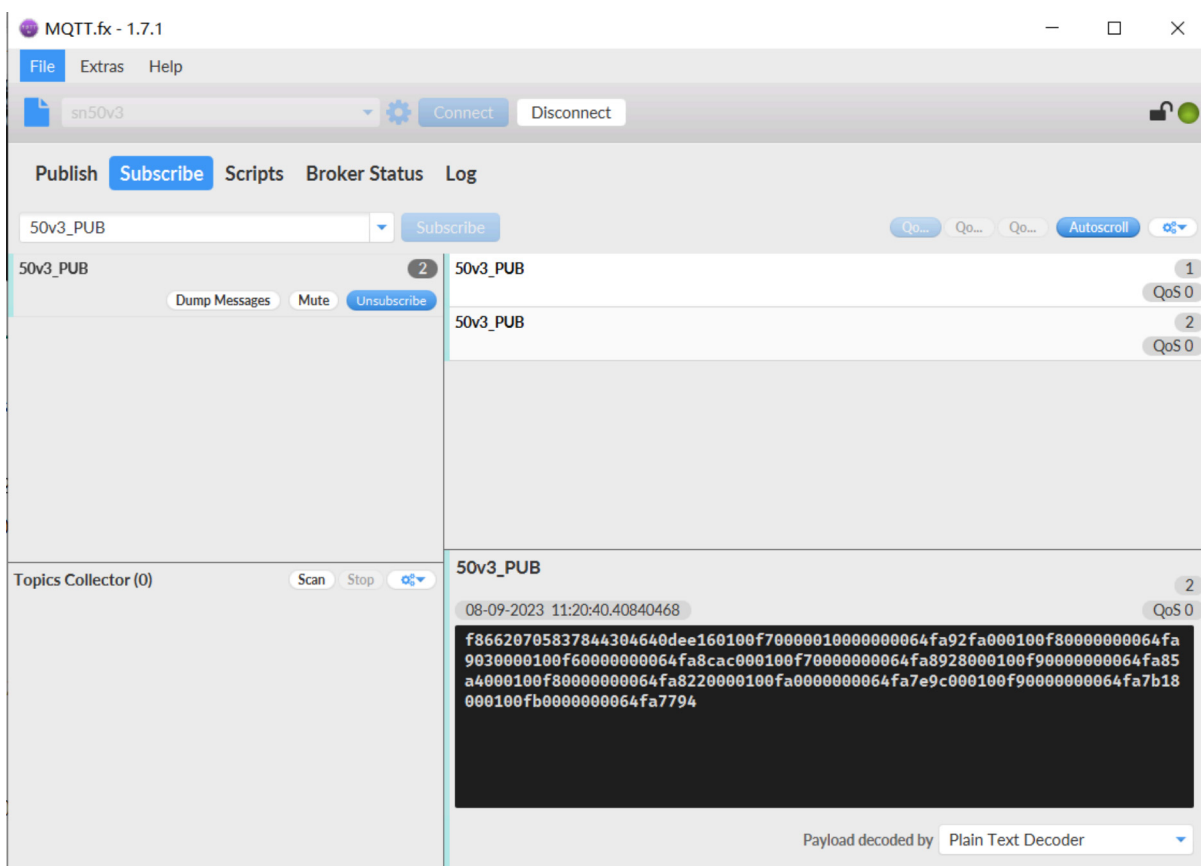 MQTT.fx - 1.7.1
File Extras Help
sn50v3 Connect Disconnect
Publish Subscribe Scripts Broker Status Log
50v3_PUB Subscribe Qo... Qo... Qo... Autoscroll
50v3_PUB 2
Dump Messages Mute Unsubscribe
50v3_PUB 1
QoS 0
50v3_PUB 2
QoS 0
Topics Collector (0) Scan Stop
50v3_PUB
2
08-09-2023 11:20:40.40840468 QoS 0
f866207058378443​04640dee160100f70000010000000064fa92fa000100f80000000064fa
9030000100f60000000064fa8cac000100f70000000064fa8928000100f90000000064fa85
a4000100f80000000064fa8220000100fa0000000064fa7e9c000100f90000000064fa7b18
000100fb0000000064fa7794
Payload decoded by Plain Text Decoder